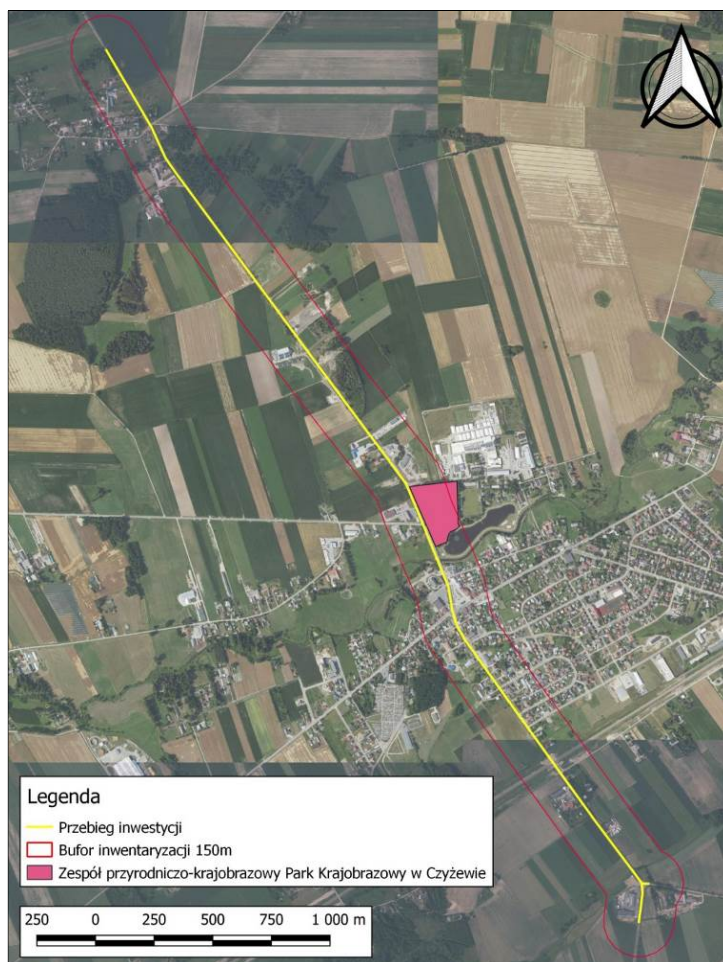 Legenda
Przebieg inwestycji
Bufor inwentaryzacji 150m
Zespół przyrodniczo-krajobrazowy Park Krajobrazowy w Czyżewie
250 0 250 500 750 1 000 m